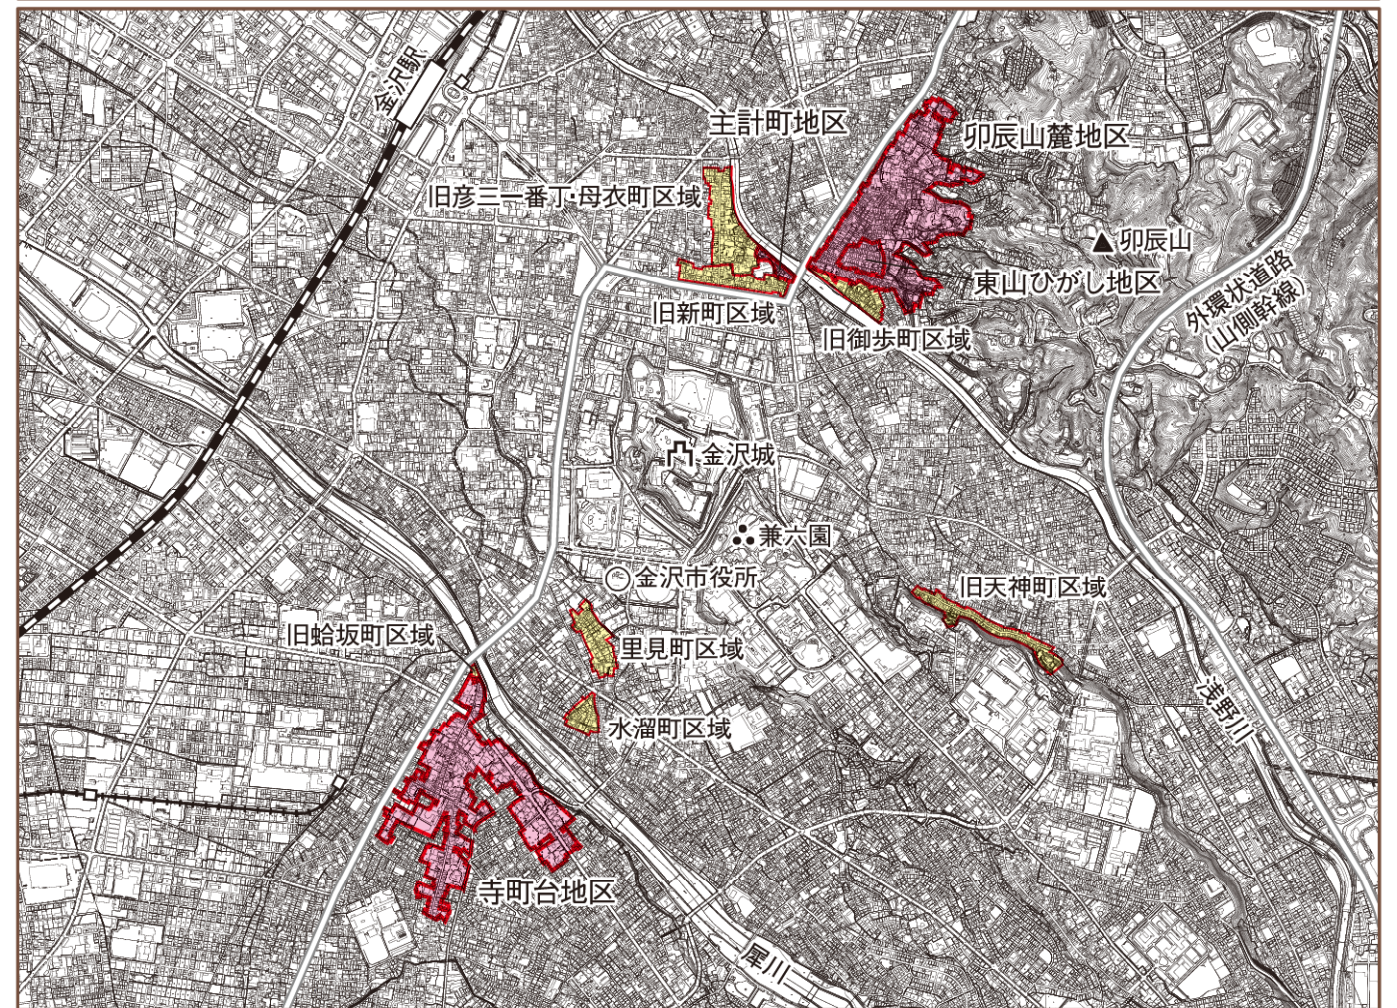 金沢駅
主計町地区
卯辰山麓地区
旧彦三一番丁・母衣町区域
卯辰山
東山ひがし地区
外環状道路
（山側幹線）
旧新町区域
旧御歩町区域
金沢城
兼六園
金沢市役所
旧天神町区域
旧蛤坂町区域
里見町区域
浅野川
水溜町区域
寺町台地区
犀川